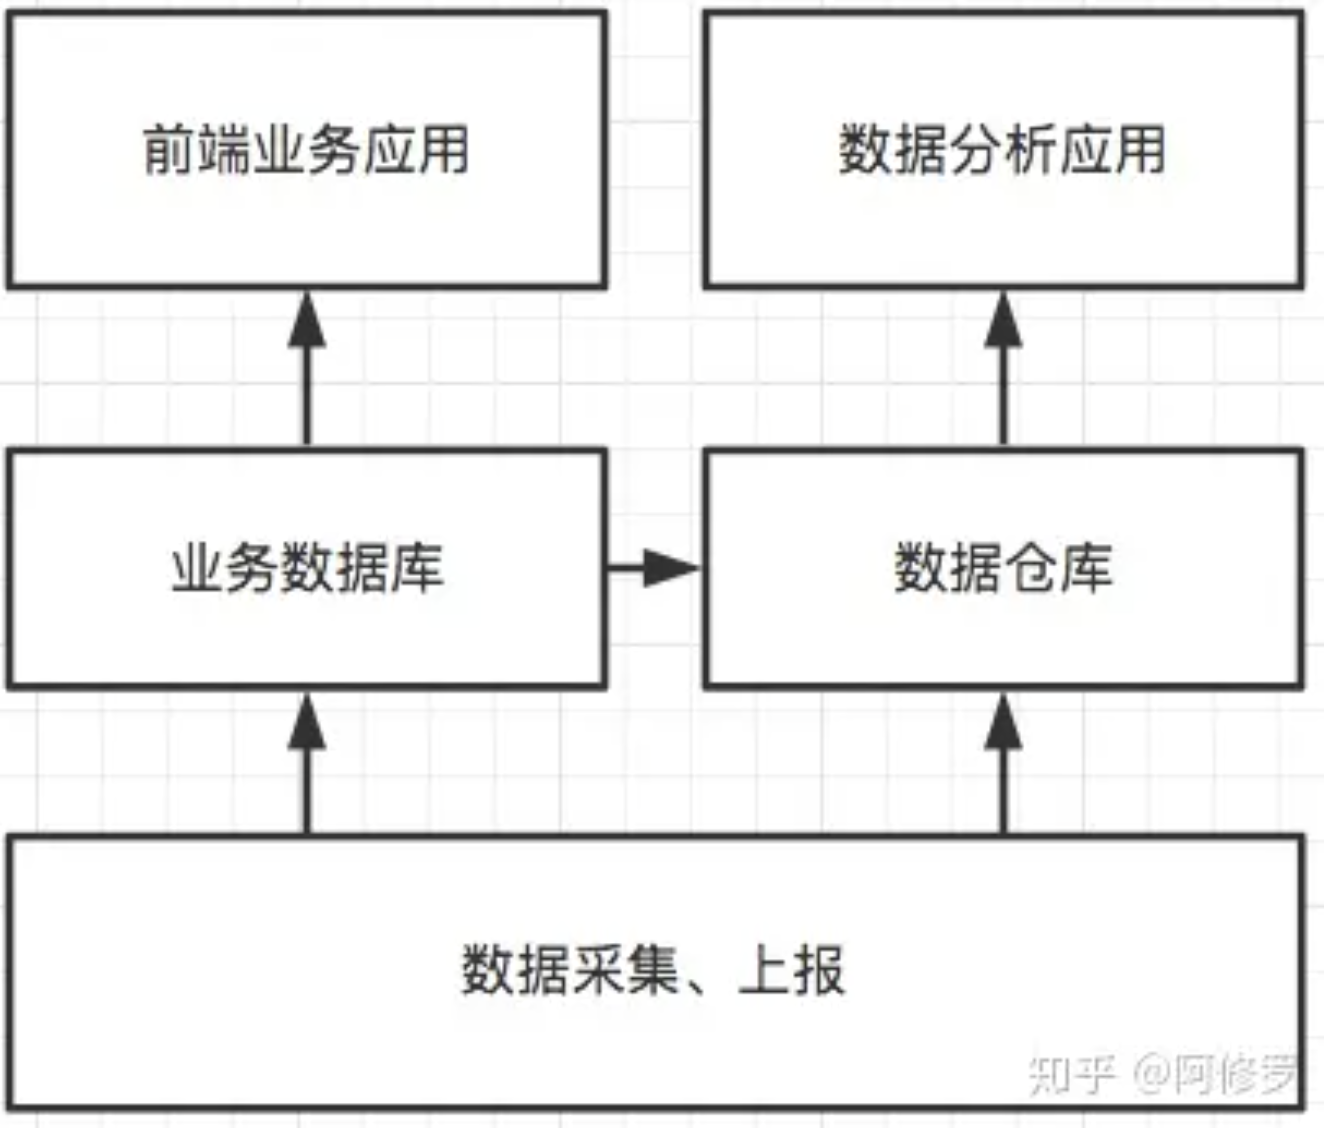 前端业务应用
数据分析应用
业务数据库
数据仓库
数据采集、上报
知乎 @阿修罗